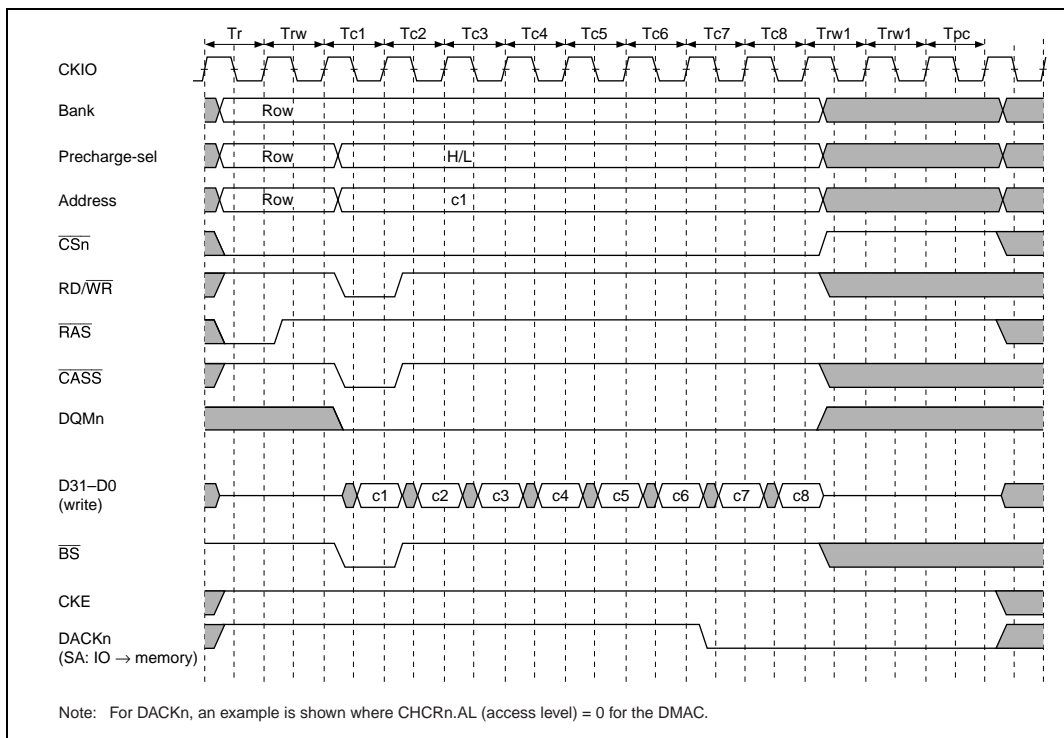 Tr Trw Tc1 Tc2 Tc3 Tc4 Tc5 Tc6 Tc7 Tc8 Trw1 Trw1 Tpc
CKIO
Bank Row
Precharge-sel Row H/L
Address Row c1
CSn
RD/WR
RAS
CASS
DQMn
D31–D0
(write)
c1 c2 c3 c4 c5 c6 c7 c8
BS
CKE
DACKn
(SA: IO → memory)
Note: For DACKn, an example is shown where CHCRn.AL (access level) = 0 for the DMAC.